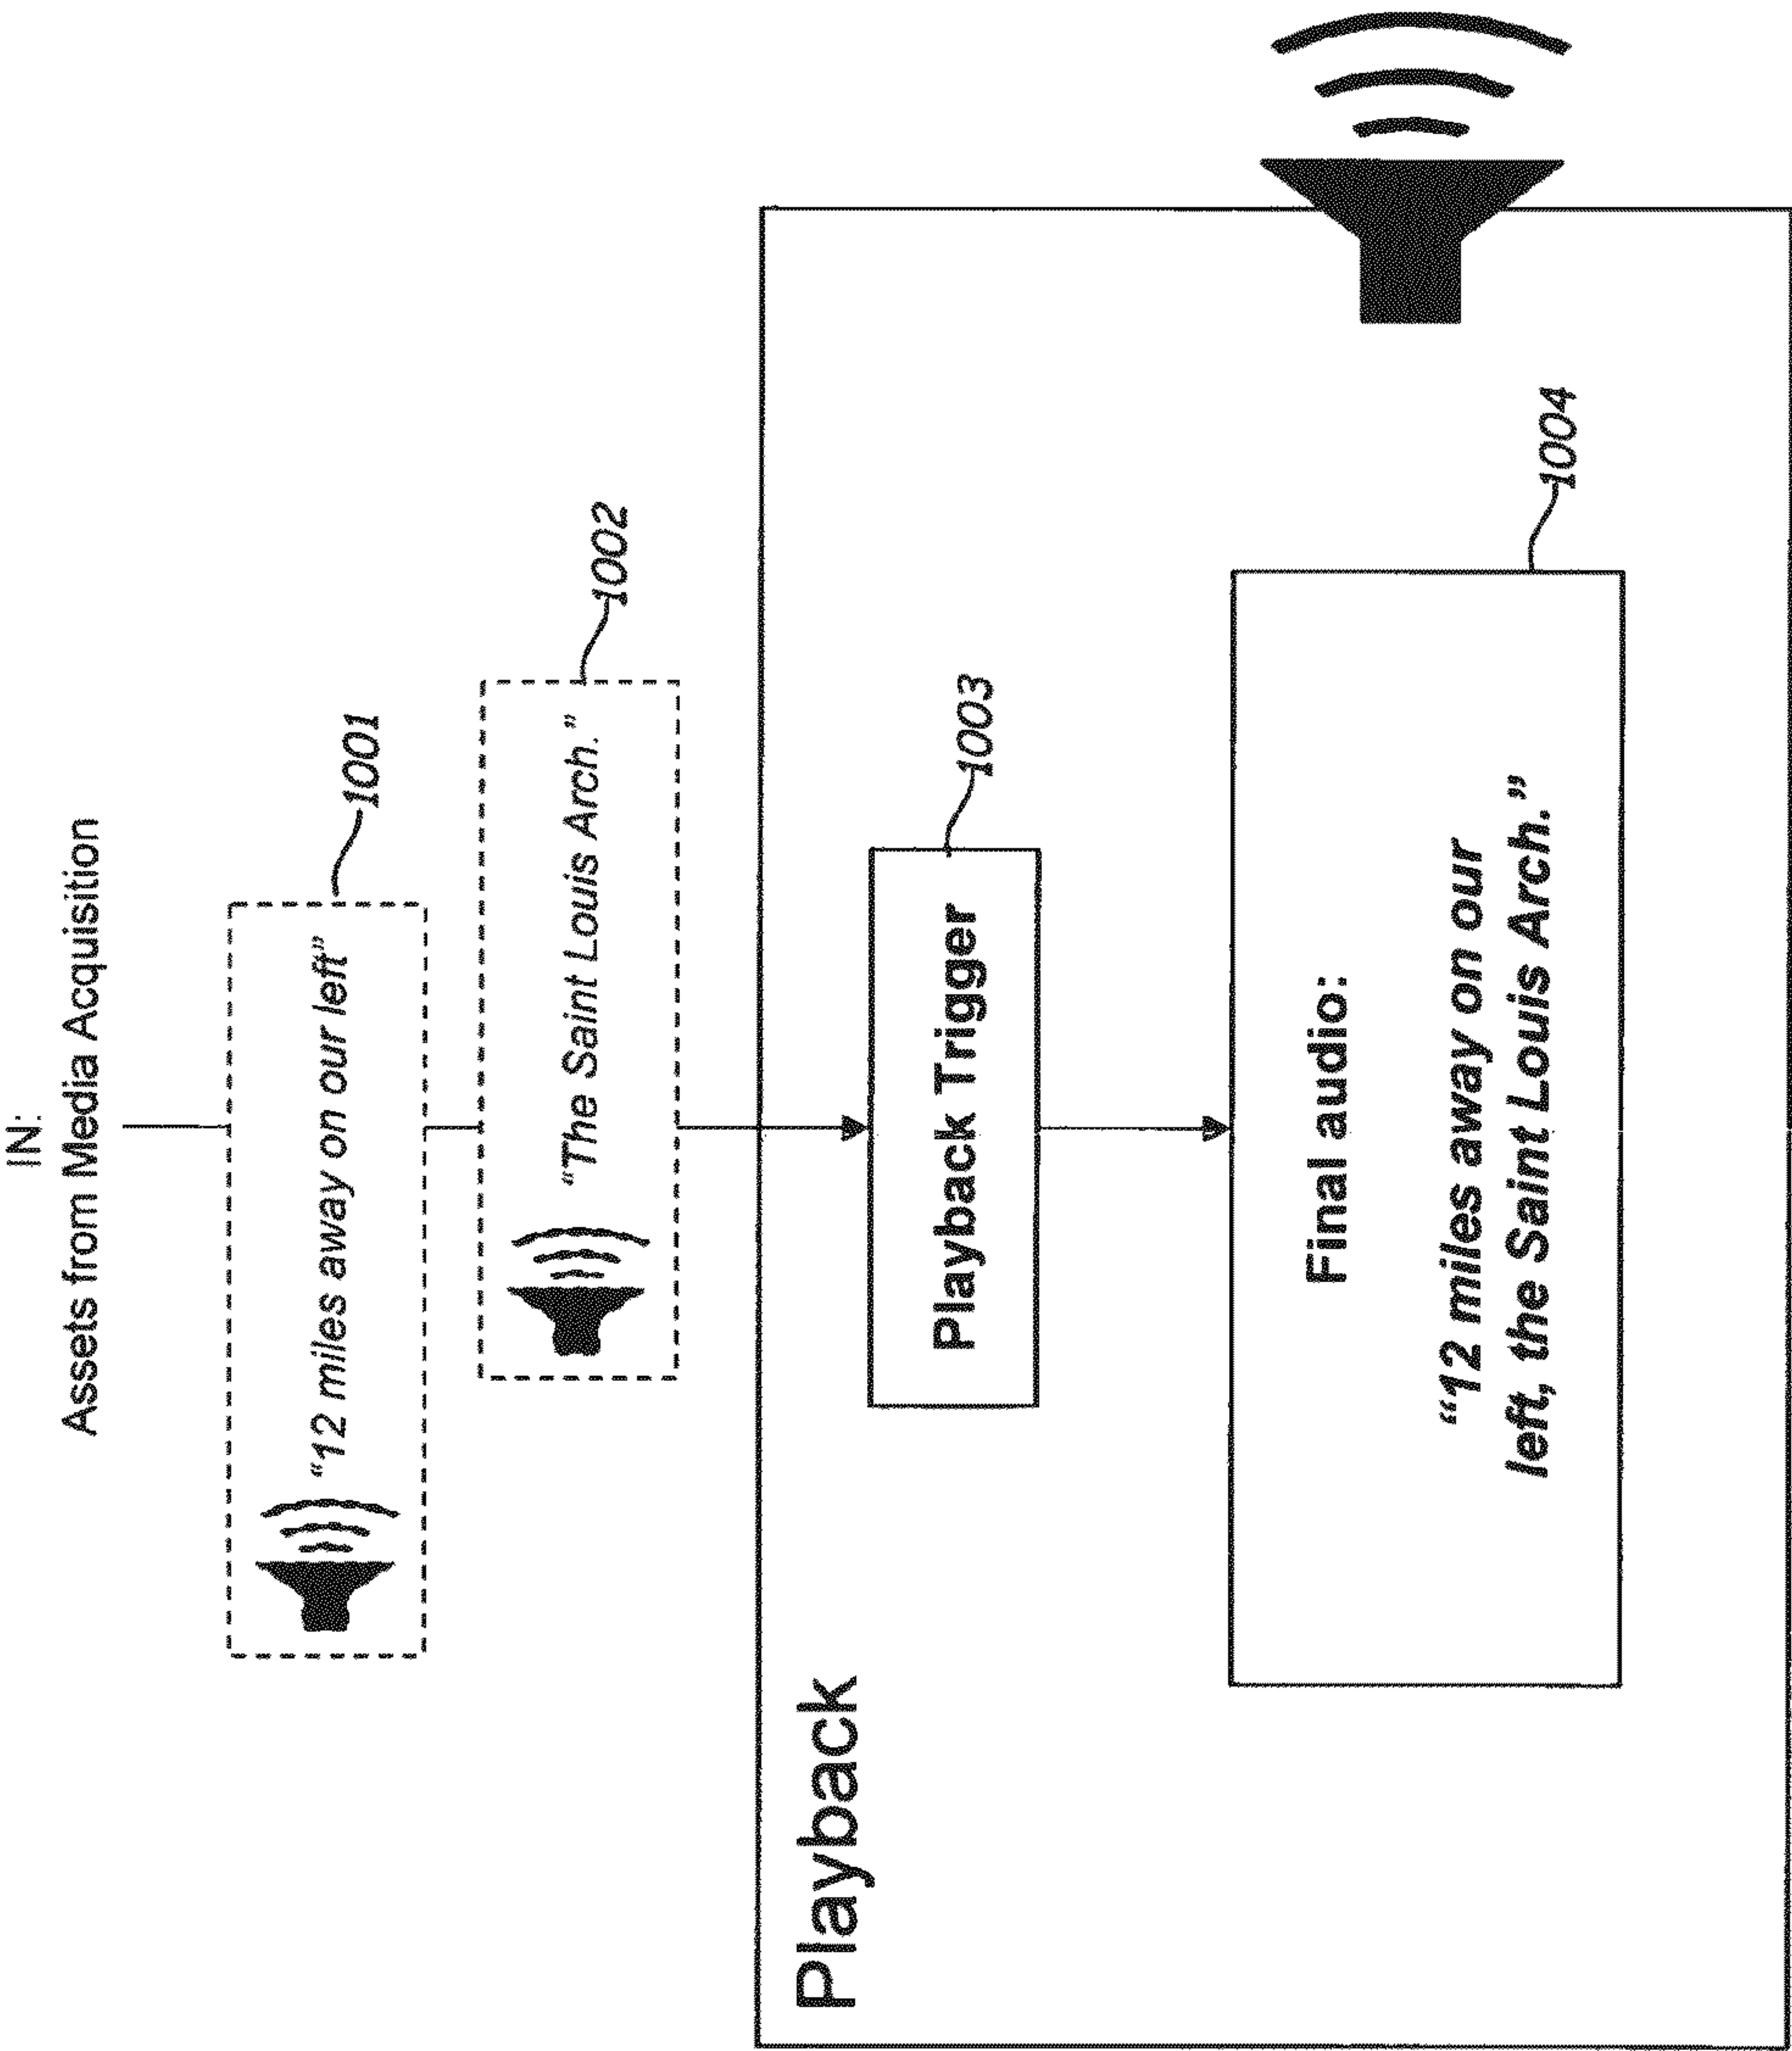 IN:
Assets from Media Acquisition
“12 miles away on our left”
1001
“The Saint Louis Arch.”
1002
Playback
Playback Trigger
1003
Final audio:
“12 miles away on our
left, the Saint Louis Arch.”
1004